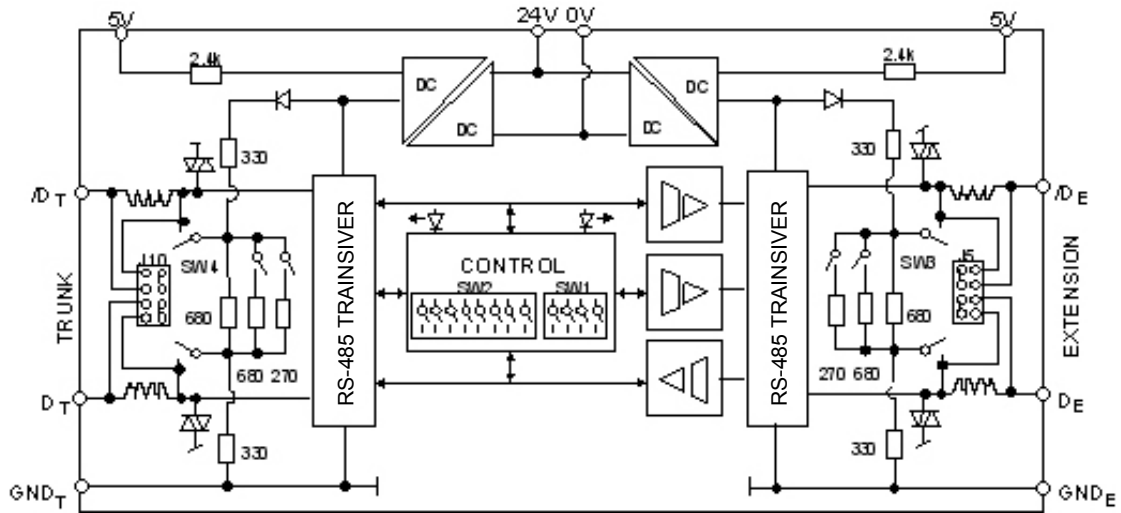 5V
24V 0V
5V
2.4k
DC
DC
DC
DC
2.4k
330
330
/D T
/D E
TRUNK
J10
SW4
680
680 270
RS-485 TRAINSIVER
CONTROL
SW2
SW1
RS-485 TRAINSIVER
SW3
J5
680
270 680
EXTENSION
D T
D E
330
330
GND T
GND E